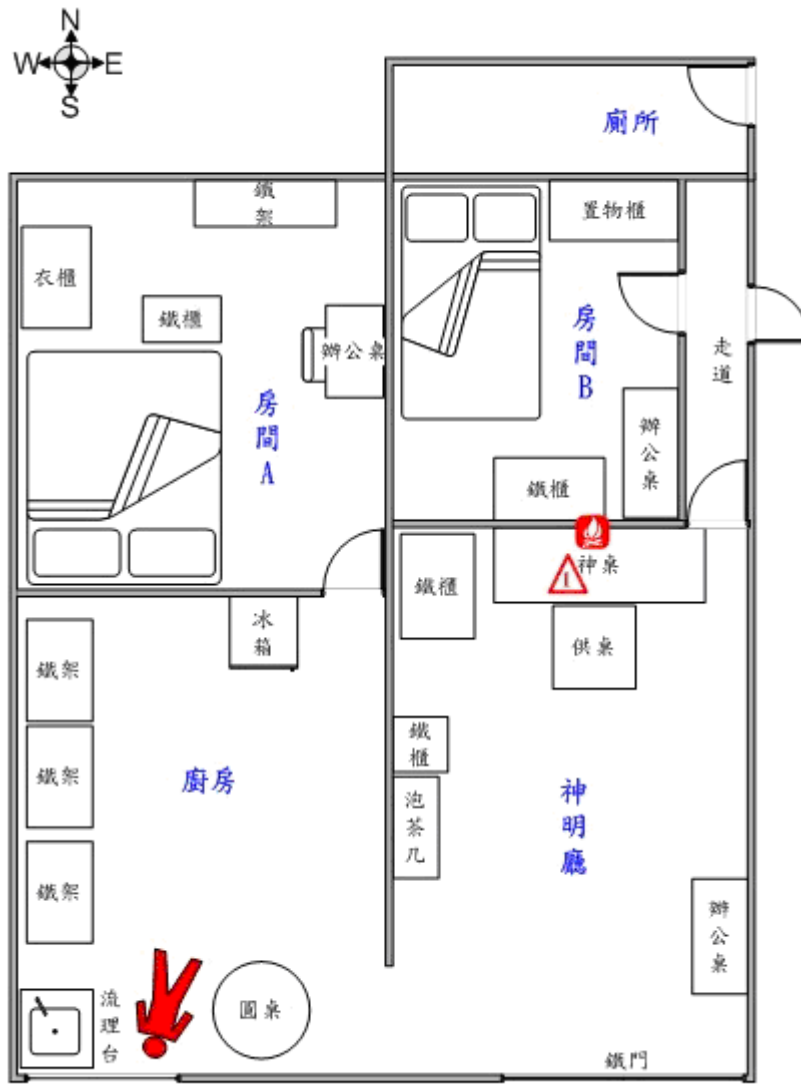 N
W E
S
廁所
鐵
架
置物櫃
衣櫃
鐵櫃
辦公桌
房
間
A
房
間
B
走
道
辦
公
桌
鐵櫃
神桌
1
鐵櫃
供桌
冰
箱
鐵架
鐵架
鐵架
廚房
鐵
櫃
泡
茶
几
神
明
廳
辦
公
桌
流
理
台
圓桌
鐵門